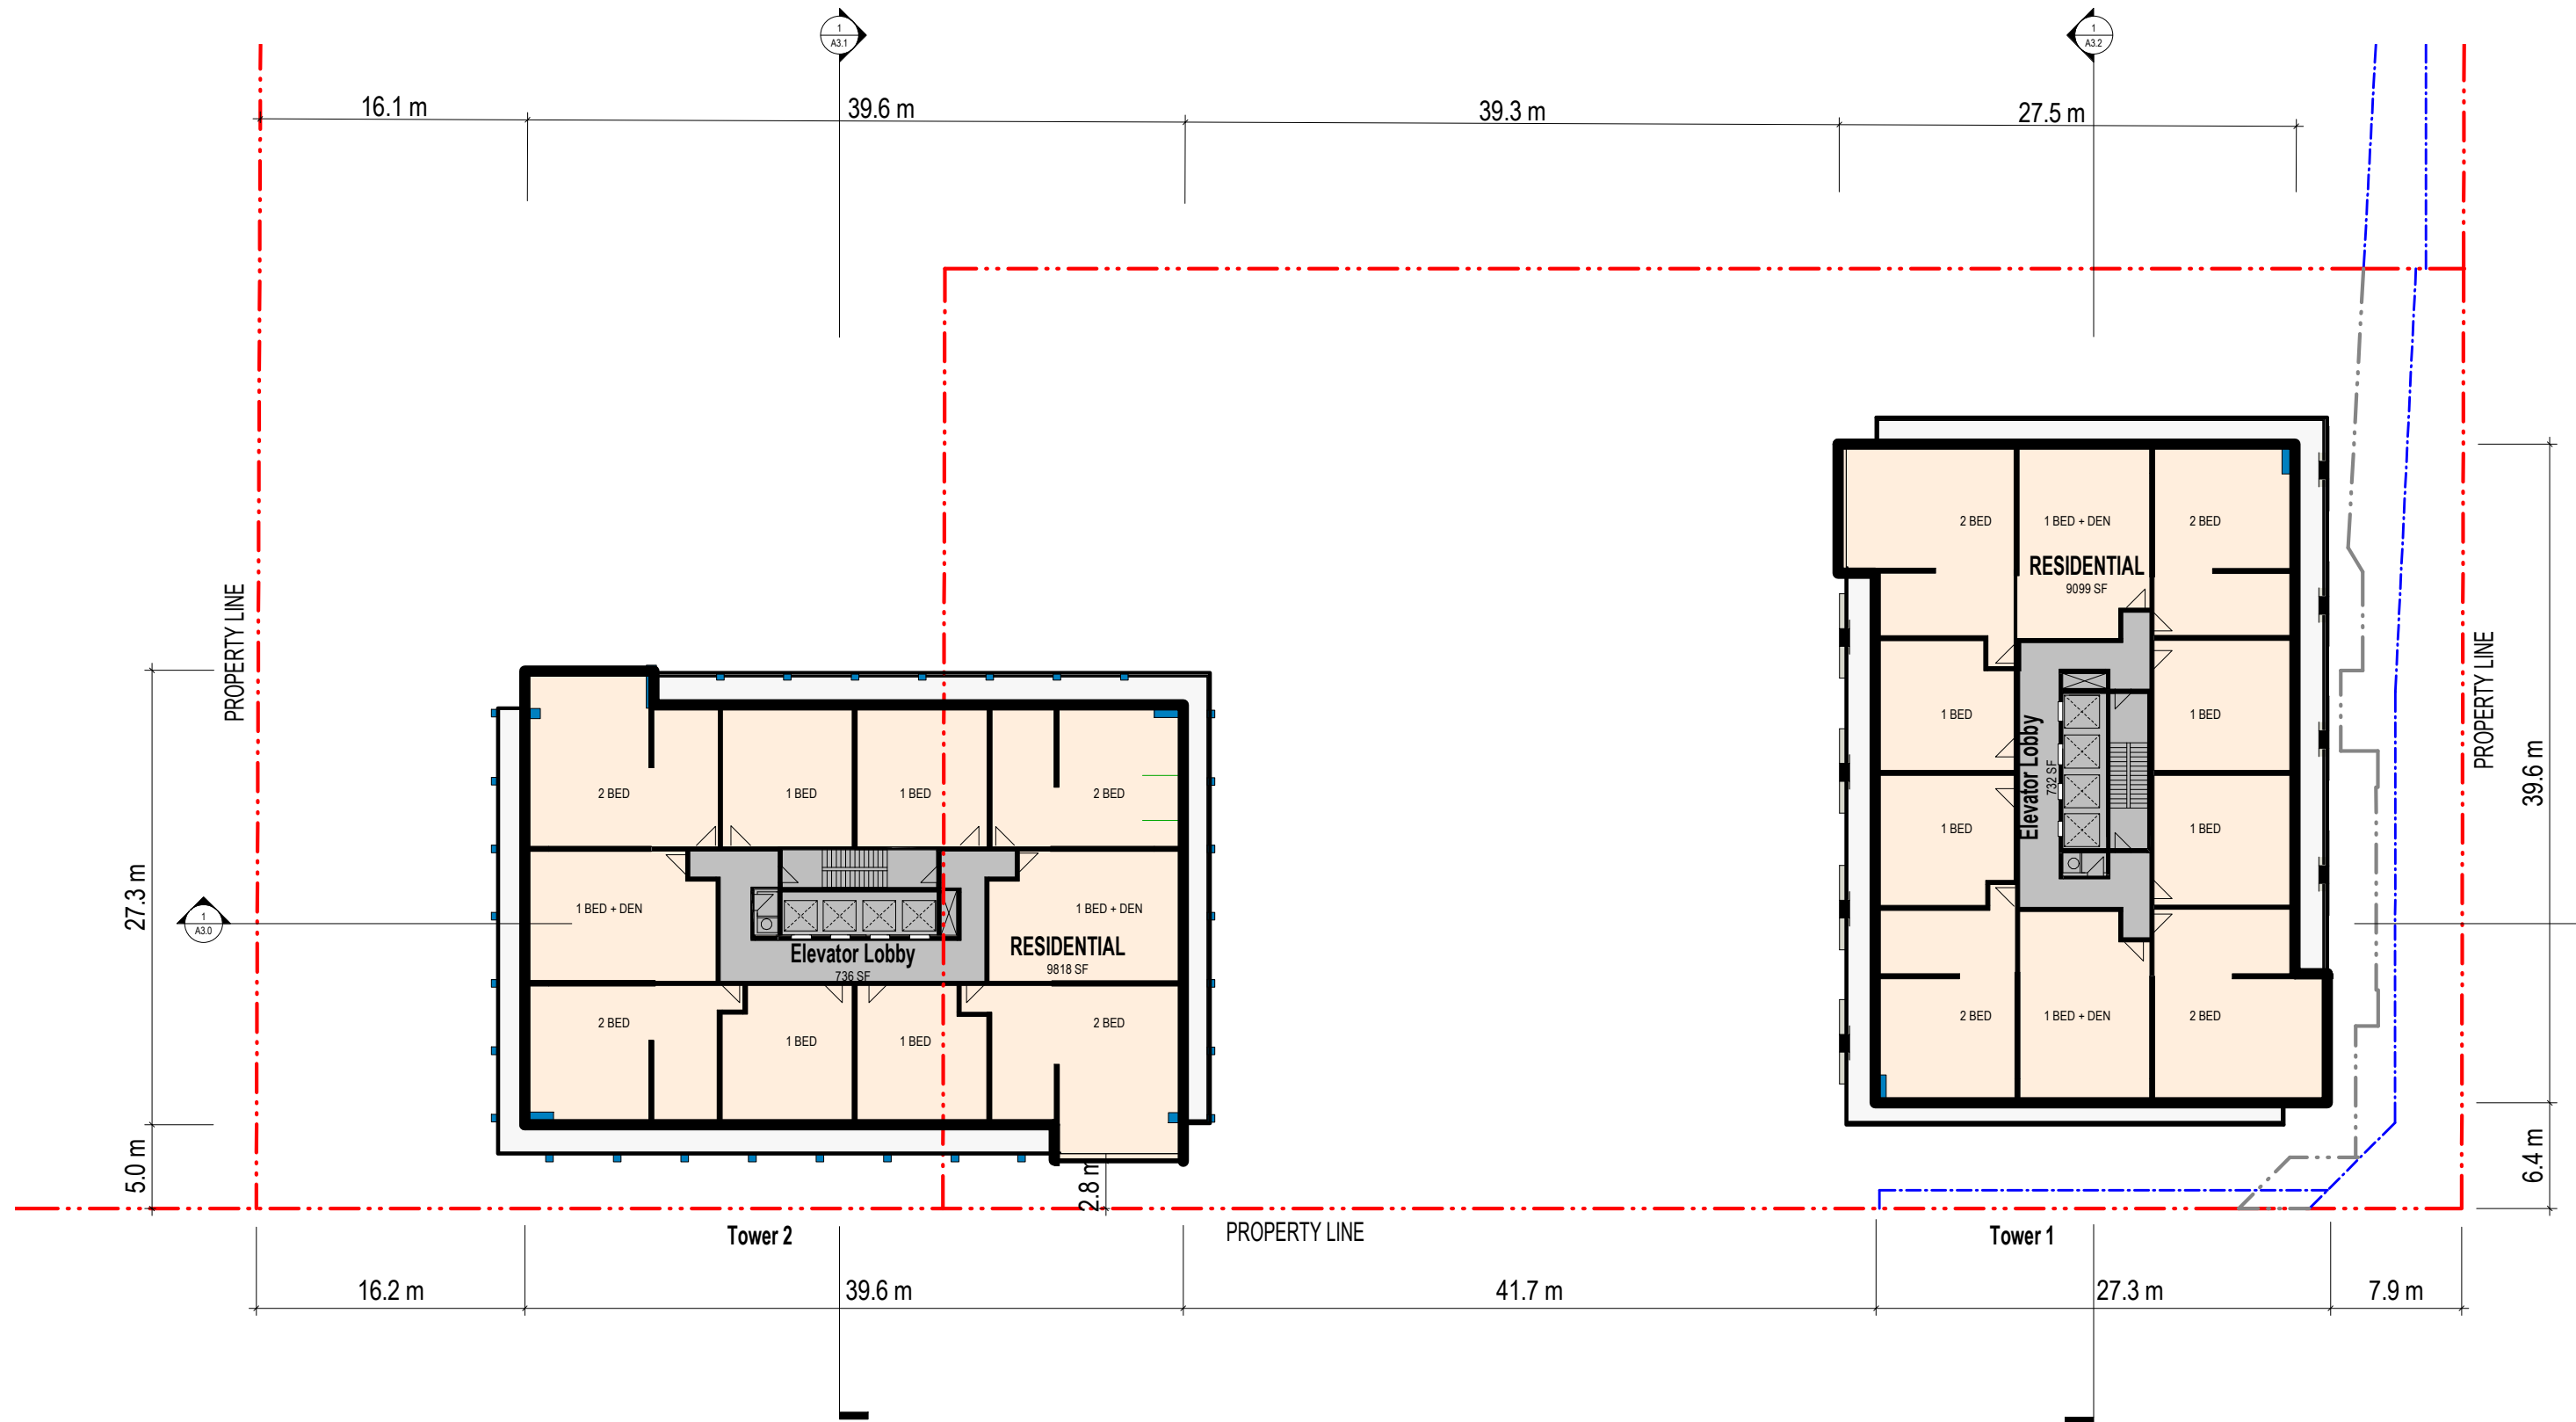 1
A3.1
1
A3.2
16.1 m
39.6 m
39.3 m
27.5 m
PROPERTY LINE
2 BED
1 BED + DEN
2 BED
RESIDENTIAL
9099 SF
1 BED
1 BED
Elevator Lobby
732 SF
1 BED
1 BED
2 BED
1 BED + DEN
2 BED
PROPERTY LINE
39.6 m
6.4 m
27.3 m
5.0 m
1
A3.0
2 BED
1 BED
1 BED
2 BED
1 BED + DEN
1 BED + DEN
RESIDENTIAL
9818 SF
Elevator Lobby
736 SF
2 BED
1 BED
1 BED
2 BED
2.8 m
Tower 2
PROPERTY LINE
Tower 1
16.2 m
39.6 m
41.7 m
27.3 m
7.9 m